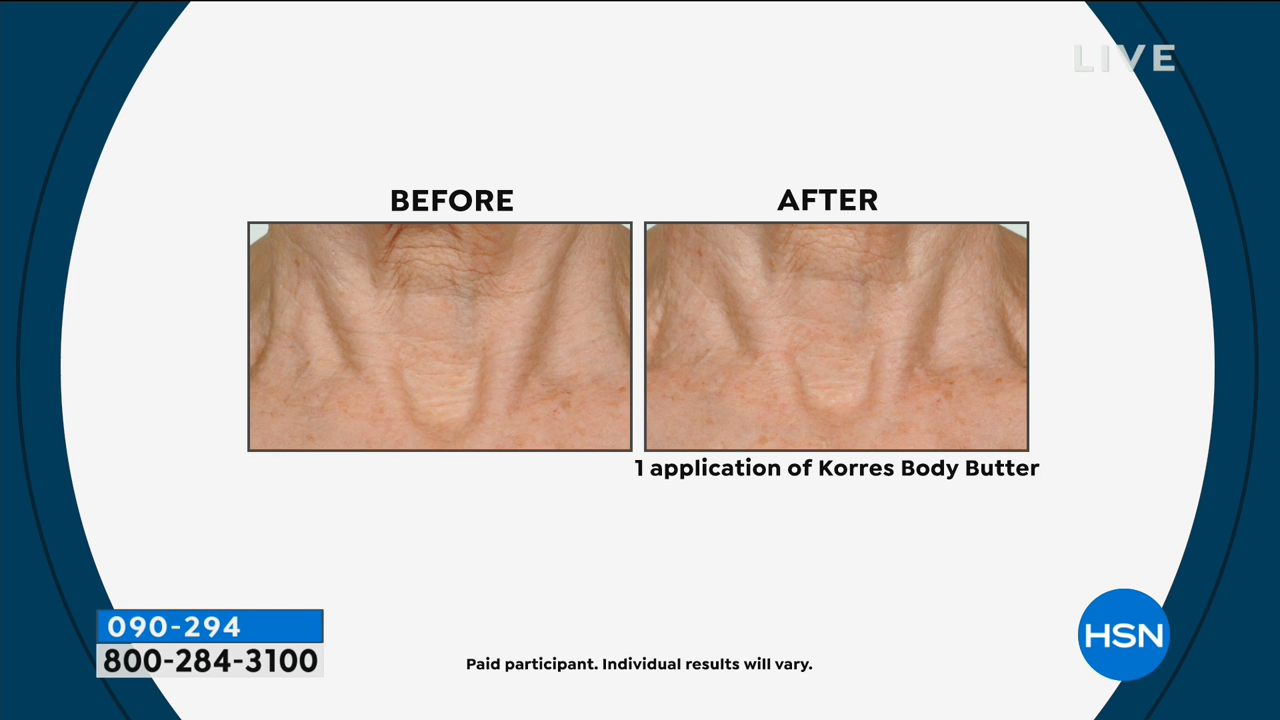 LIVE
BEFORE
AFTER
1 application of Korres Body Butter
090-294
800-284-3100
Paid participant. Individual results will vary.
HSN